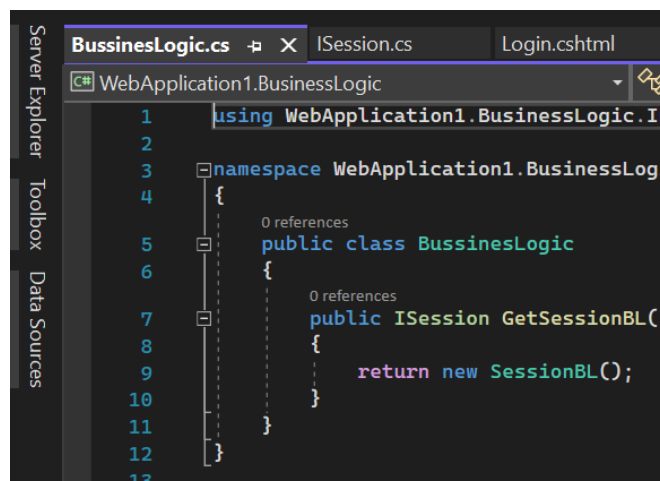 Server Explorer
Toolbox
Data Sources
BussinesLogic.cs
ISession.cs
Login.cshtml
C# WebApplication1.BusinessLogic
1 using WebApplication1.BusinessLogic.I
2
3 namespace WebApplication1.BusinessLog
4 {
0 references
5 public class BussinesLogic
6 {
0 references
7 public ISession GetSessionBL(
8 {
9 return new SessionBL();
10 }
11 }
12 }
13